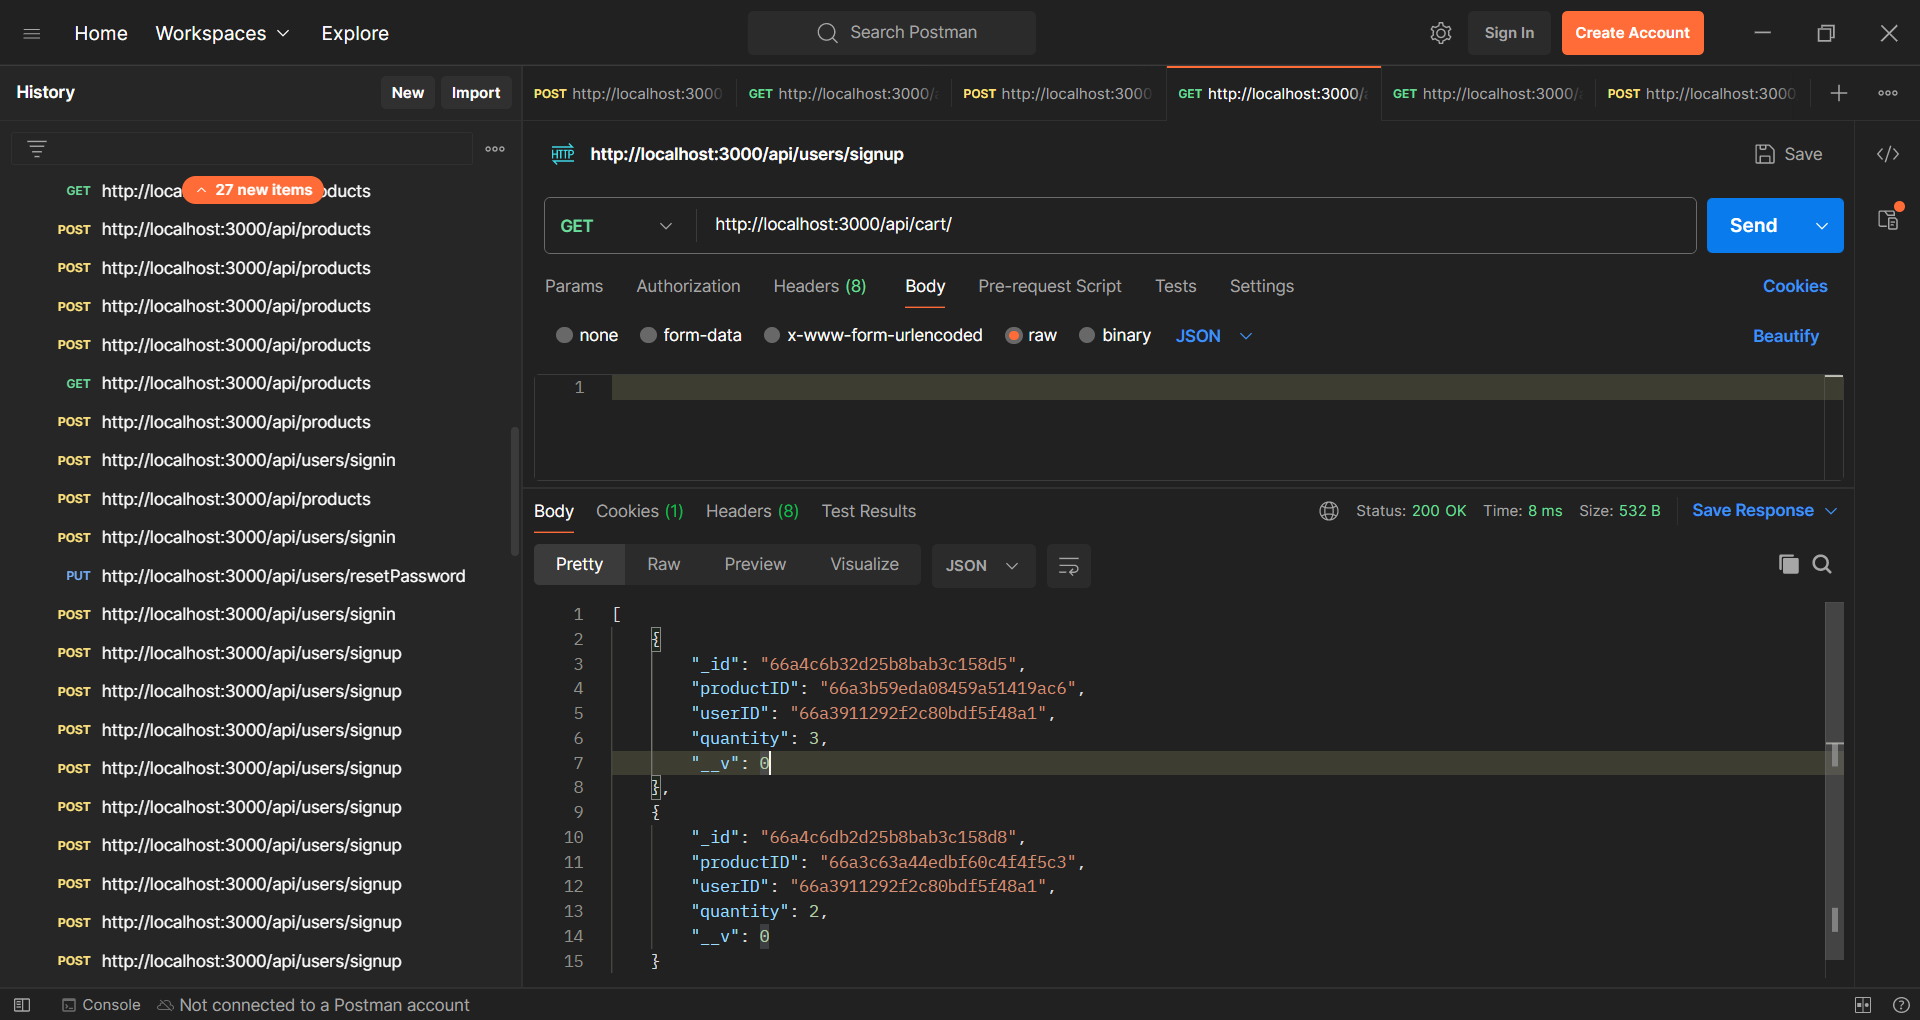 Home Workspaces Explore Search Postman Sign In Create Account
History New Import
POST http://localhost:3000 GET http://localhost:3000/ POST http://localhost:3000 GET http://localhost:3000/ GET http://localhost:3000/ POST http://localhost:3000
HTTP http://localhost:3000/api/users/signup Save
27 new items
GET http://loca ducts
POST http://localhost:3000/api/products
POST http://localhost:3000/api/products
POST http://localhost:3000/api/products
POST http://localhost:3000/api/products
GET http://localhost:3000/api/products
POST http://localhost:3000/api/products
POST http://localhost:3000/api/users/signin
POST http://localhost:3000/api/products
POST http://localhost:3000/api/users/signin
PUT http://localhost:3000/api/users/resetPassword
POST http://localhost:3000/api/users/signin
POST http://localhost:3000/api/users/signup
POST http://localhost:3000/api/users/signup
POST http://localhost:3000/api/users/signup
POST http://localhost:3000/api/users/signup
POST http://localhost:3000/api/users/signup
POST http://localhost:3000/api/users/signup
POST http://localhost:3000/api/users/signup
POST http://localhost:3000/api/users/signup
POST http://localhost:3000/api/users/signup
GET http://localhost:3000/api/cart/ Send
Params Authorization Headers (8) Body Pre-request Script Tests Settings Cookies
none form-data x-www-form-urlencoded raw binary JSON Beautify
1
Body Cookies (1) Headers (8) Test Results Status: 200 OK Time: 8 ms Size: 532 B Save Response
Pretty Raw Preview Visualize JSON
1 [
2 {
3 "_id": "66a4c6b32d25b8bab3c158d5",
4 "productID": "66a3b59eda08459a51419ac6",
5 "userID": "66a3911292f2c80bdf5f48a1",
6 "quantity": 3,
7 "__v": 0
8 },
9 {
10 "_id": "66a4c6db2d25b8bab3c158d8",
11 "productID": "66a3c63a44edbf60c4f4f5c3",
12 "userID": "66a3911292f2c80bdf5f48a1",
13 "quantity": 2,
14 "__v": 0
15 }
Console Not connected to a Postman account